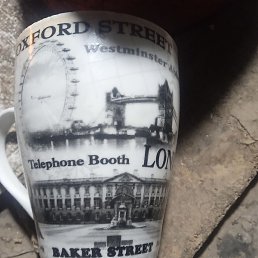 OXFORD STREET
Westminster
Telephone Booth
LON
BAKER STREET